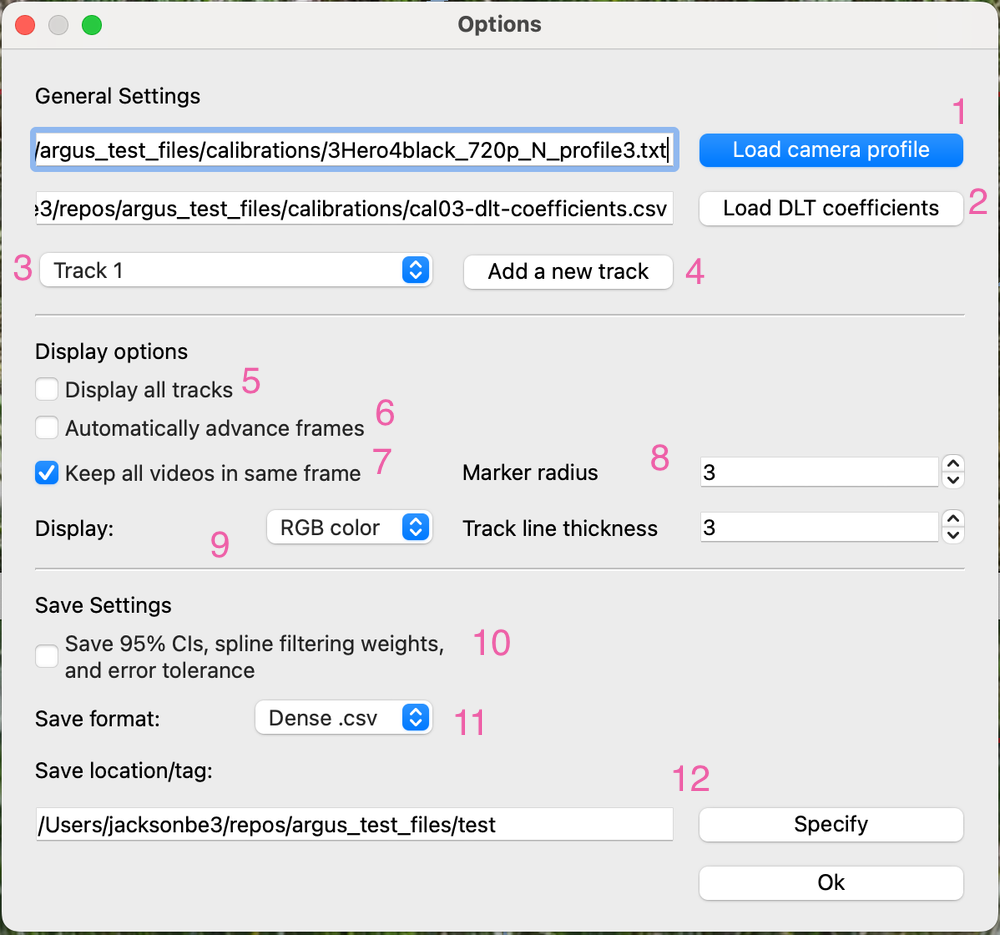 Options
General Settings
1
/argus_test_files/calibrations/3Hero4black_720p_N_profile3.txt Load camera profile
e3/repos/argus_test_files/calibrations/cal03-dlt-coefficients.csv Load DLT coefficients 2
3 Track 1 Add a new track 4
Display options
Display all tracks 5
Automatically advance frames 6
Keep all videos in same frame 7 Marker radius 8 3
Display: 9 RGB color Track line thickness 3
Save Settings
Save 95% CIs, spline filtering weights, 10
and error tolerance
Save format: Dense .csv 11
Save location/tag: 12
/Users/jacksonbe3/repos/argus_test_files/test Specify
Ok